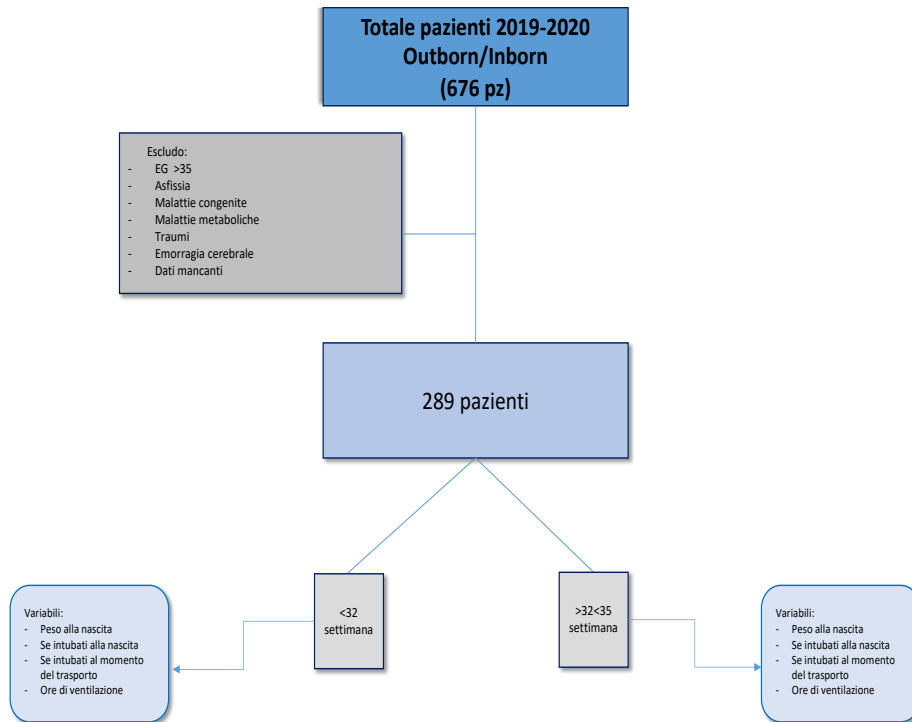 Totale pazienti 2019-2020
Outborn/Inborn
(676 pz)
Escludo:
- EG >35
- Asfissia
- Malattie congenite
- Malattie metaboliche
- Traumi
- Emorragia cerebrale
- Dati mancanti
289 pazienti
<32
settimana
>32<35
settimana
Variabili:
- Peso alla nascita
- Se intubati alla nascita
- Se intubati al momento
del trasporto
- Ore di ventilazione
Variabili:
- Peso alla nascita
- Se intubati alla nascita
- Se intubati al momento
del trasporto
- Ore di ventilazione